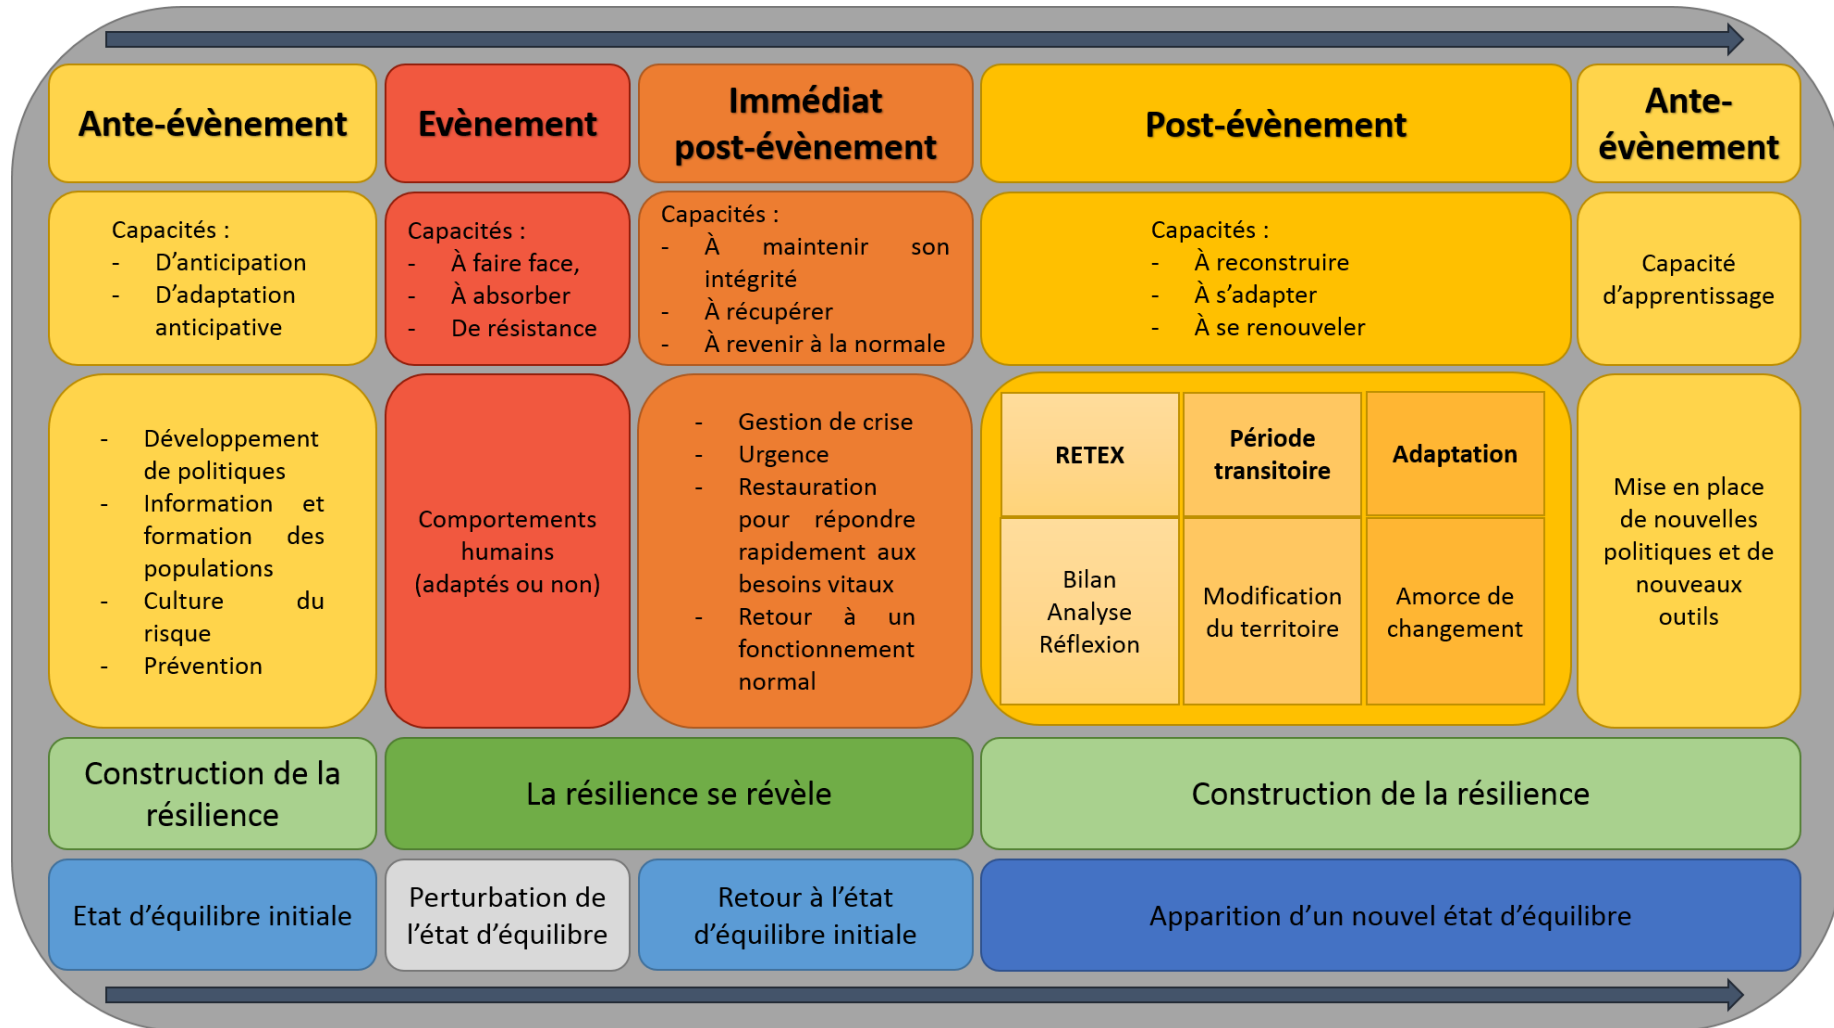 Ante-évènement
Evènement
Immédiat
post-évènement
Post-évènement
Ante-
évènement
Capacités :
- D’anticipation
- D’adaptation
anticipative
Capacités :
- À faire face,
- À absorber
- De résistance
Capacités :
- À maintenir son
intégrité
- À récupérer
- À revenir à la normale
Capacités :
- À reconstruire
- À s’adapter
- À se renouveler
Capacité
d’apprentissage
- Développement
de politiques
- Information et
formation des
populations
- Culture du
risque
- Prévention
Comportements
humains
(adaptés ou non)
- Gestion de crise
- Urgence
- Restauration
pour répondre
rapidement aux
besoins vitaux
- Retour à un
fonctionnement
normal
RETEX
Période
transitoire
Adaptation
Bilan
Analyse
Réflexion
Modification
du territoire
Amorce de
changement
Mise en place
de nouvelles
politiques et de
nouveaux
outils
Construction de la
résilience
La résilience se révèle
Construction de la résilience
Etat d’équilibre initiale
Perturbation de
l’état d’équilibre
Retour à l’état
d’équilibre initiale
Apparition d’un nouvel état d’équilibre